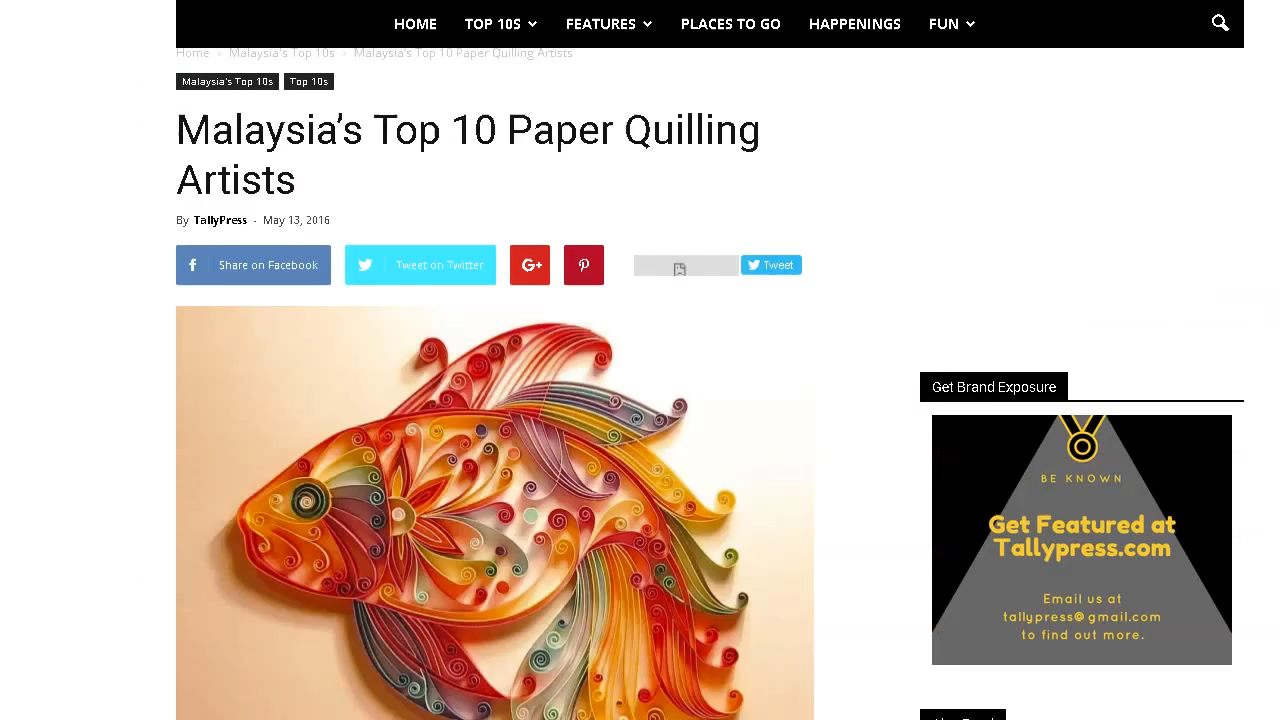 HOME TOP 10S FEATURES PLACES TO GO HAPPENINGS FUN
Home › Malaysia's Top 10s › Malaysia's Top 10 Paper Quilling Artists
Malaysia's Top 10s Top 10s
Malaysia’s Top 10 Paper Quilling
Artists
By TallyPress - May 13, 2016
Share on Facebook Tweet on Twitter G+ Tweet
Get Brand Exposure
BE KNOWN
Get Featured at
Tallypress.com
Email us at
tallypress@gmail.com
to find out more.